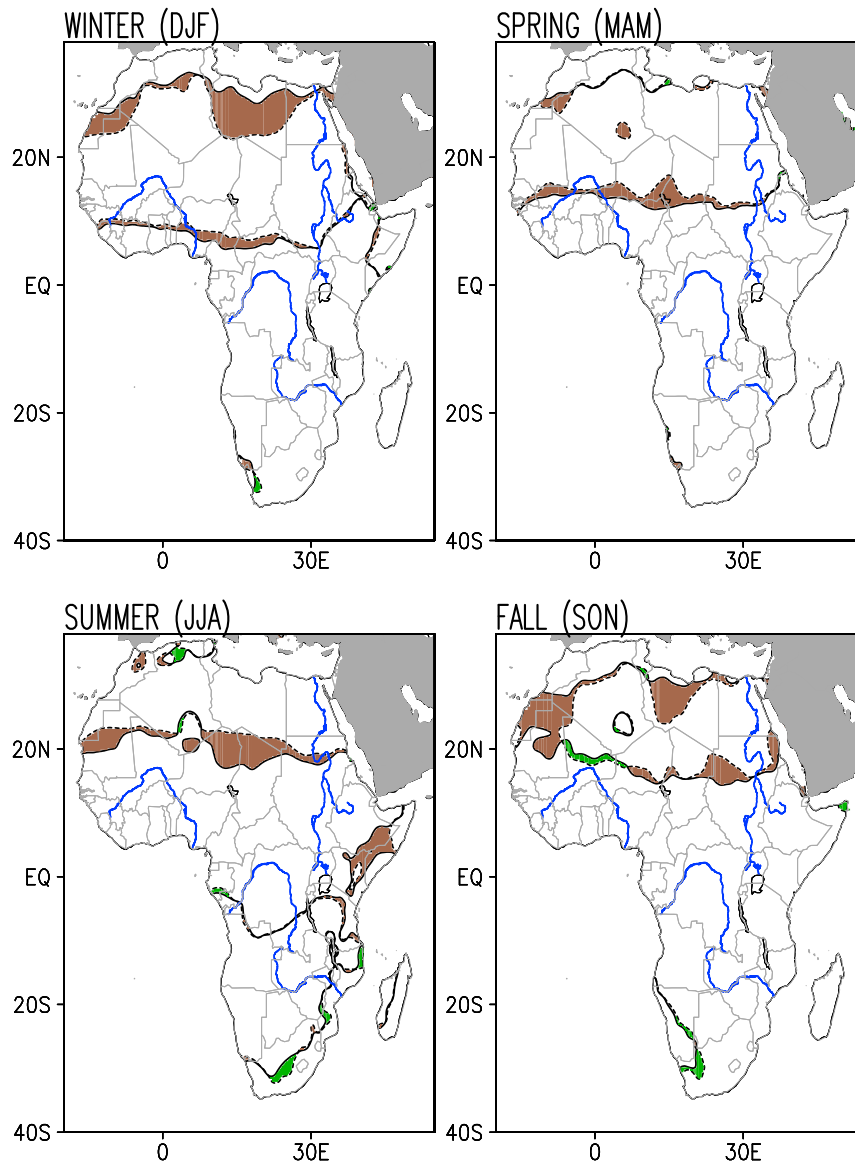 WINTER (DJF)
20N
EQ
20S
40S
0
30E
SPRING (MAM)
20N
EQ
20S
40S
0
30E
SUMMER (JJA)
20N
EQ
20S
40S
0
30E
FALL (SON)
20N
EQ
20S
40S
0
30E